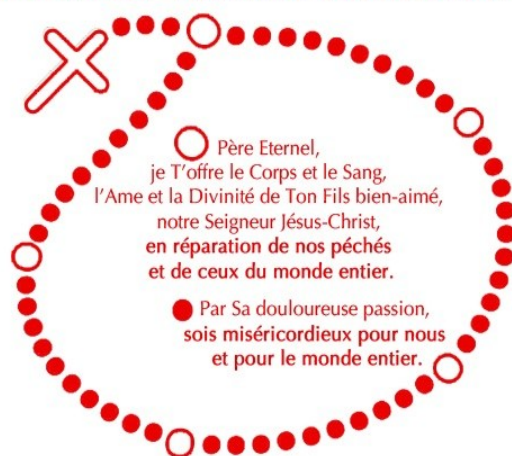 Père Eternel,
je T'offre le Corps et le Sang,
l'Ame et la Divinité de Ton Fils bien-aimé,
notre Seigneur Jésus-Christ,
en réparation de nos péchés
et de ceux du monde entier.
Par Sa douloureuse passion,
sois miséricordieux pour nous
et pour le monde entier.